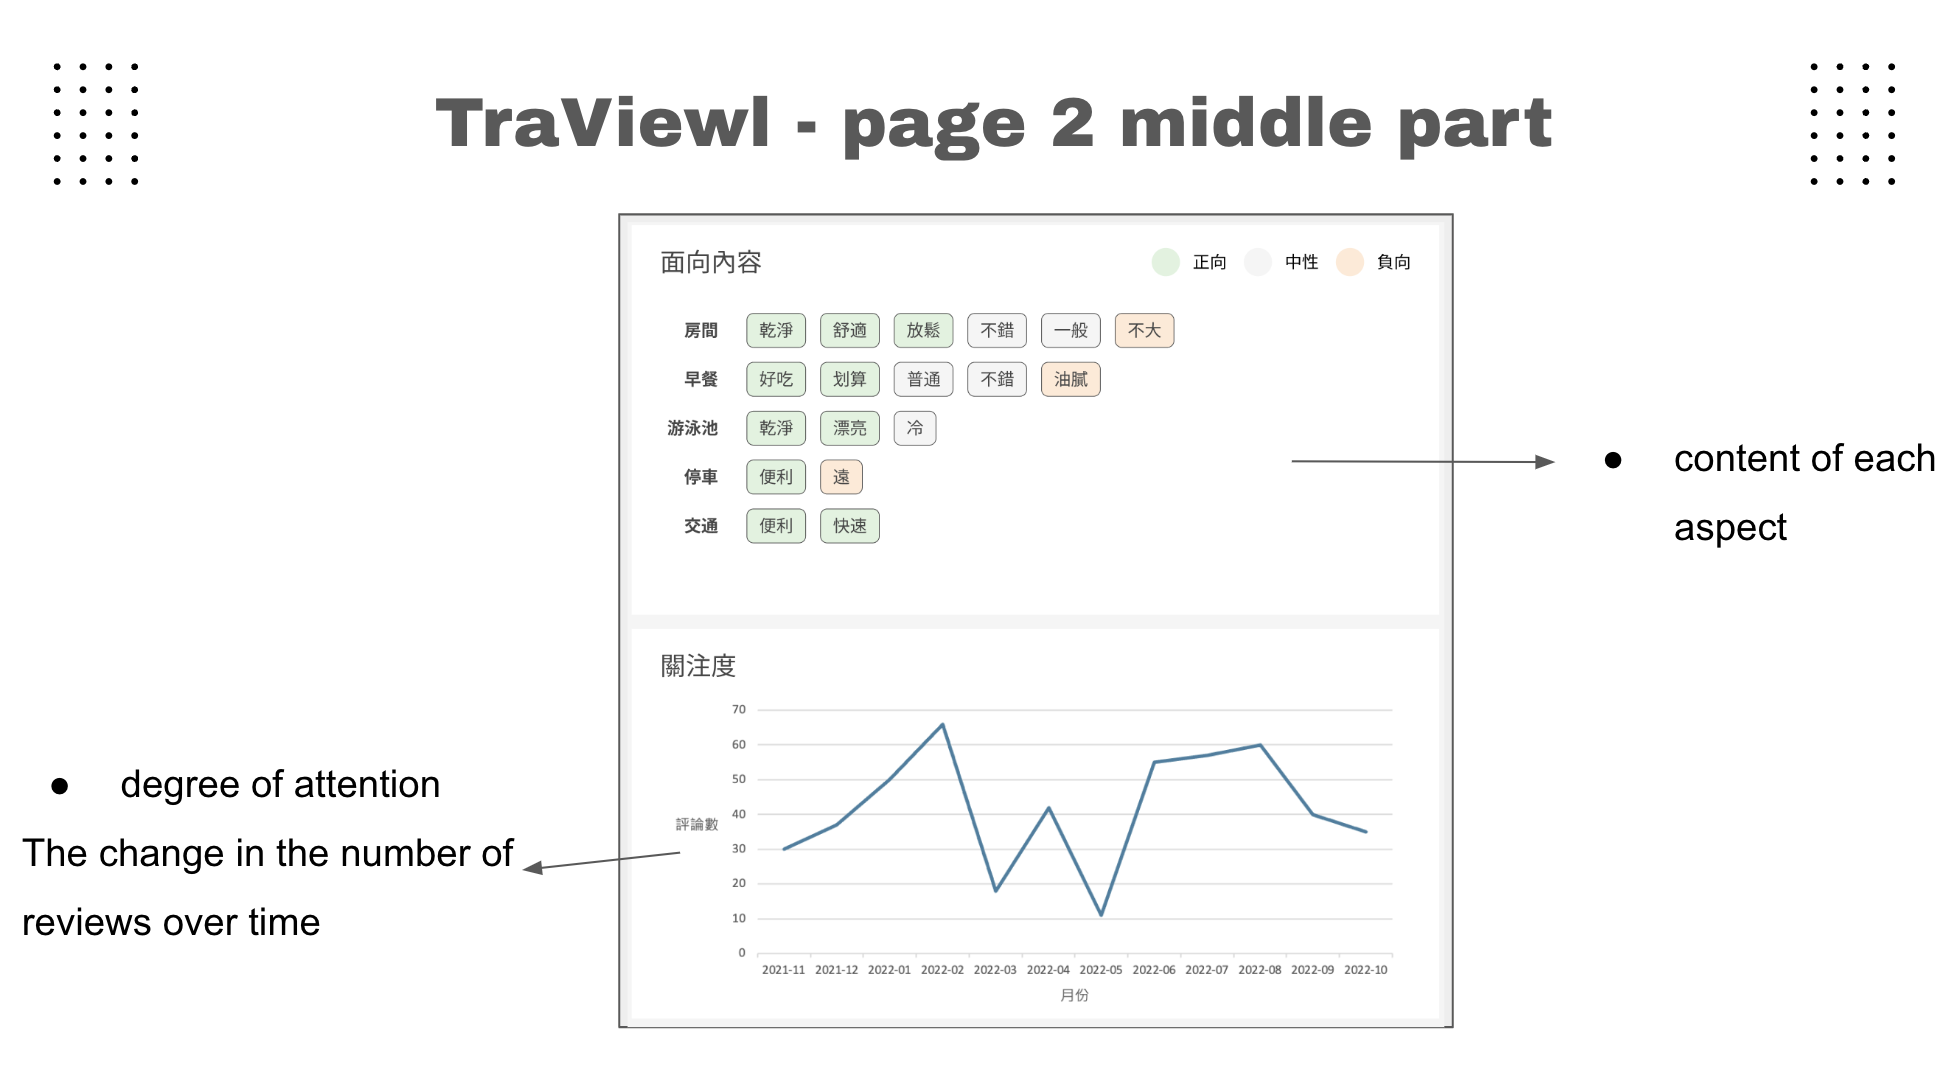 TraViewl - page 2 middle part
面向內容
正向 中性 負向
房間 乾淨 舒適 放鬆 不錯 一般 不大
早餐 好吃 划算 普通 不錯 油膩
游泳池 乾淨 漂亮 冷
停車 便利 遠
交通 便利 快速
● content of each
aspect
關注度
70
60
50
40
30
20
10
0
評論數
2021-11 2021-12 2022-01 2022-02 2022-03 2022-04 2022-05 2022-06 2022-07 2022-08 2022-09 2022-10
月份
● degree of attention
The change in the number of
reviews over time